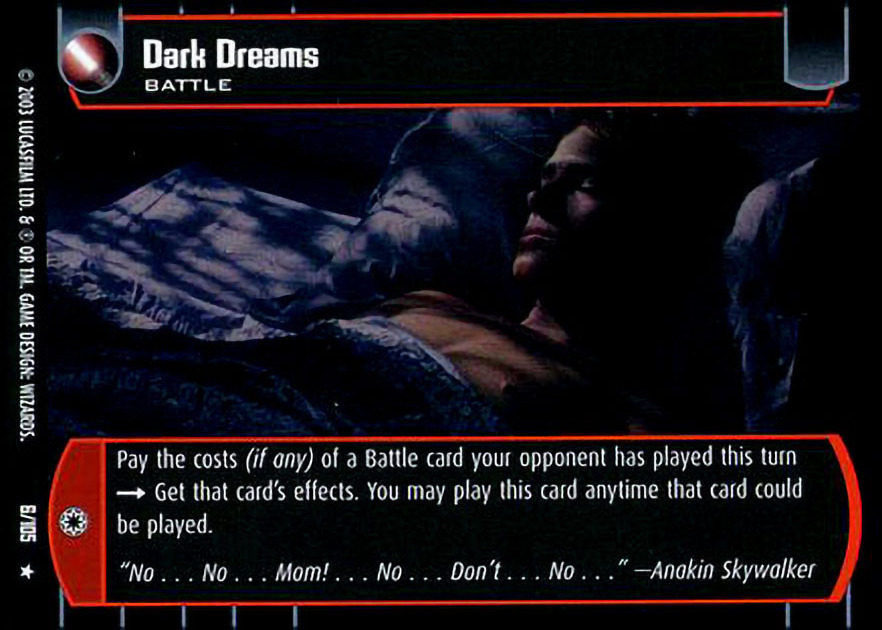 Dark Dreams
BATTLE
Pay the costs (if any) of a Battle card your opponent has played this turn
→ Get that card's effects. You may play this card anytime that card could
be played.
"No . . . No . . . Mom! . . . No . . . Don't . . . No . . ." —Anakin Skywalker
© 2003 LUCASFILM LTD. & ® OR TM. GAME DESIGN: WIZARDS.
6/105 ★